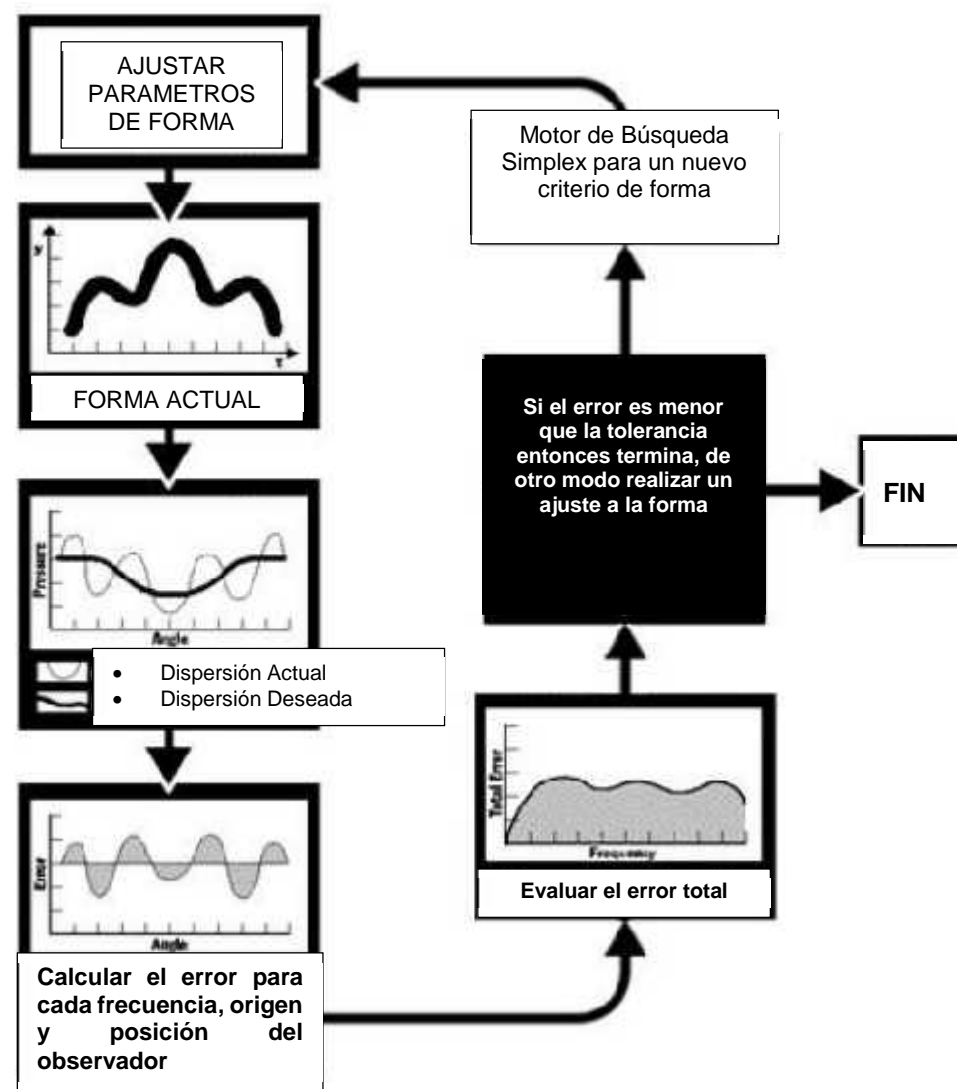 AJUSTAR
PARAMETROS
DE FORMA
y
τ
FORMA ACTUAL
Pressure
Angle
• Dispersión Actual
• Dispersión Deseada
Error
Angle
Calcular el error para
cada frecuencia, origen
y posición del
observador
Motor de Búsqueda
Simplex para un nuevo
criterio de forma
Si el error es menor
que la tolerancia
entonces termina, de
otro modo realizar un
ajuste a la forma
FIN
Total Error
Frequency
Evaluar el error total